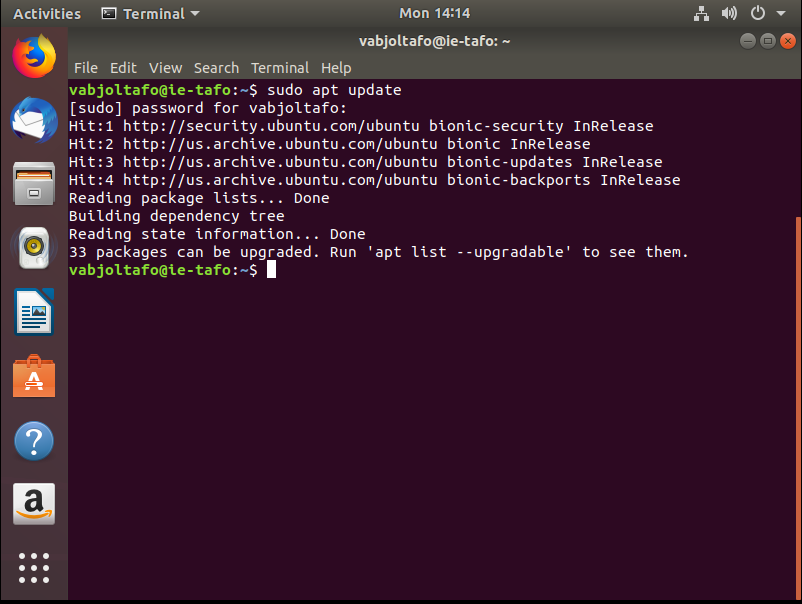 Activities Terminal Mon 14:14
vabjoltafo@ie-tafo: ~
File Edit View Search Terminal Help
vabjoltafo@ie-tafo:~$ sudo apt update
[sudo] password for vabjoltafo:
Hit:1 http://security.ubuntu.com/ubuntu bionic-security InRelease
Hit:2 http://us.archive.ubuntu.com/ubuntu bionic InRelease
Hit:3 http://us.archive.ubuntu.com/ubuntu bionic-updates InRelease
Hit:4 http://us.archive.ubuntu.com/ubuntu bionic-backports InRelease
Reading package lists... Done
Building dependency tree
Reading state information... Done
33 packages can be upgraded. Run 'apt list --upgradable' to see them.
vabjoltafo@ie-tafo:~$